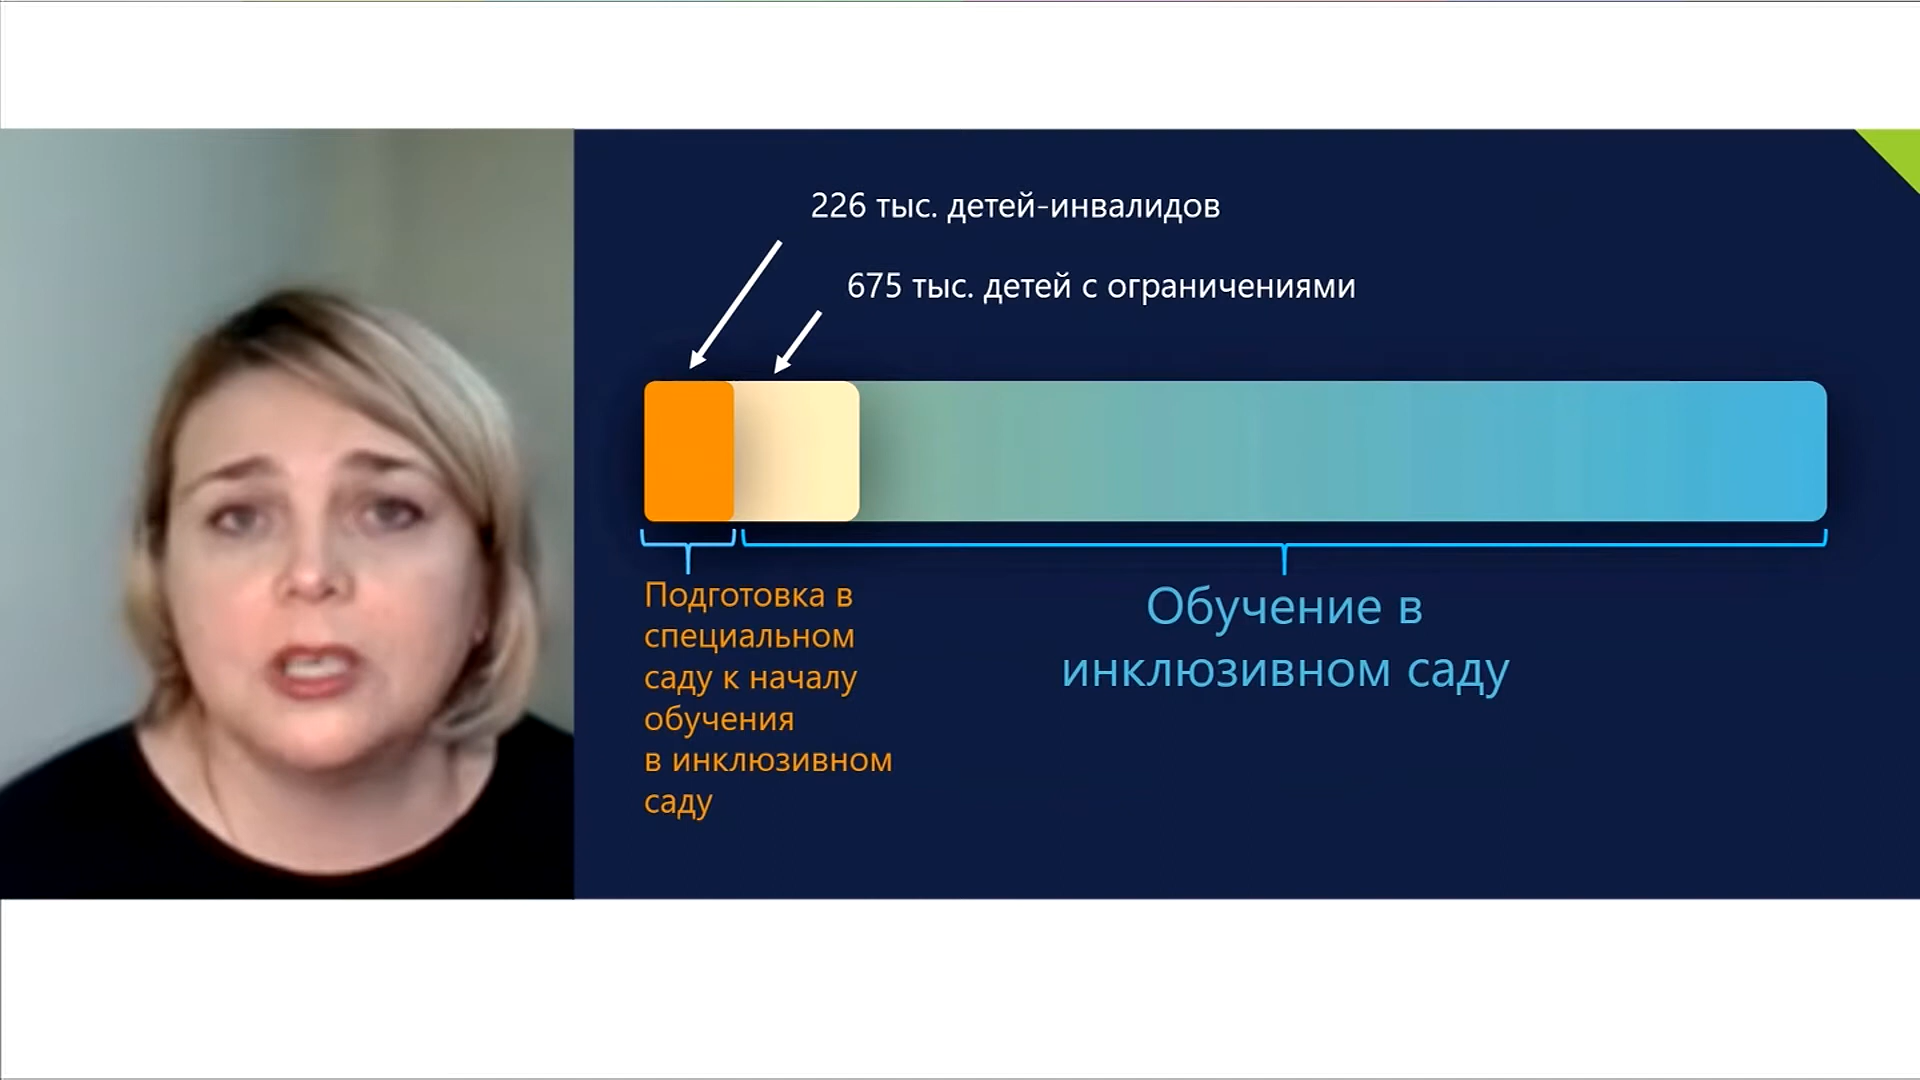 226 тыс. детей-инвалидов
675 тыс. детей с ограничениями
Подготовка в
специальном
саду к началу
обучения
в инклюзивном
саду
Обучение в
инклюзивном саду